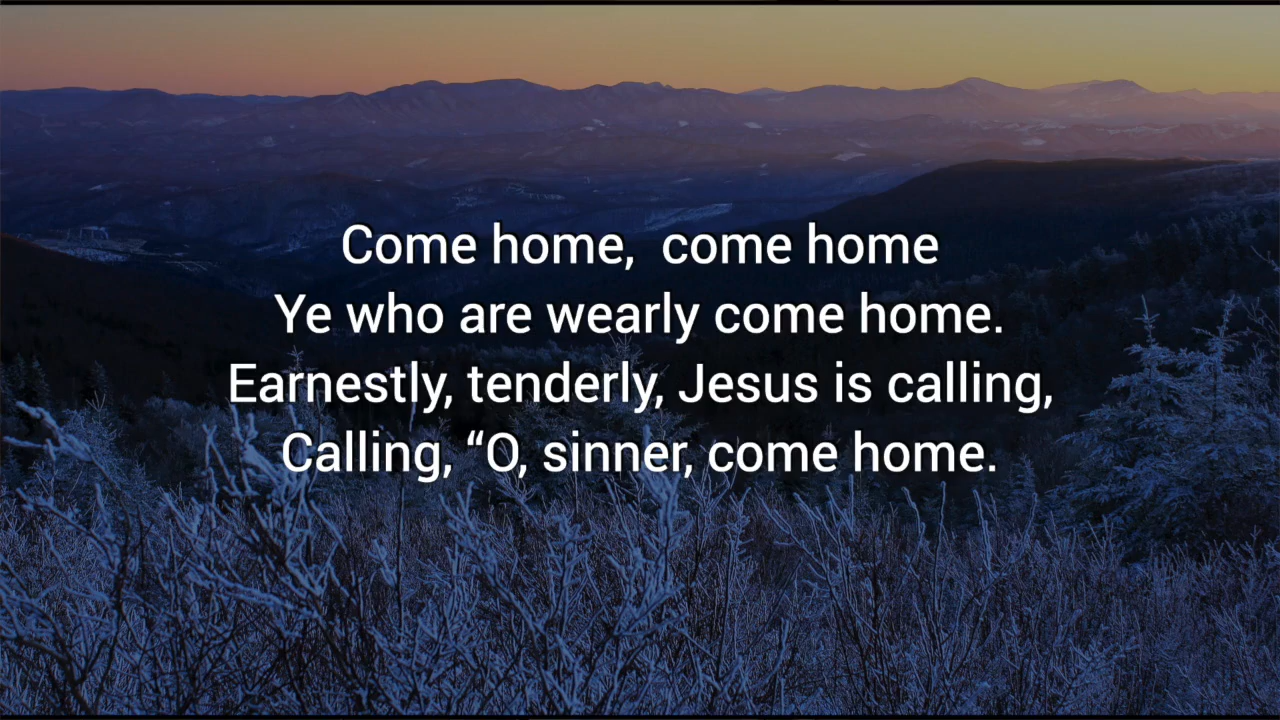 Come home,  come home
Ye who are wearly come home.
Earnestly, tenderly, Jesus is calling,
Calling, “O, sinner, come home.